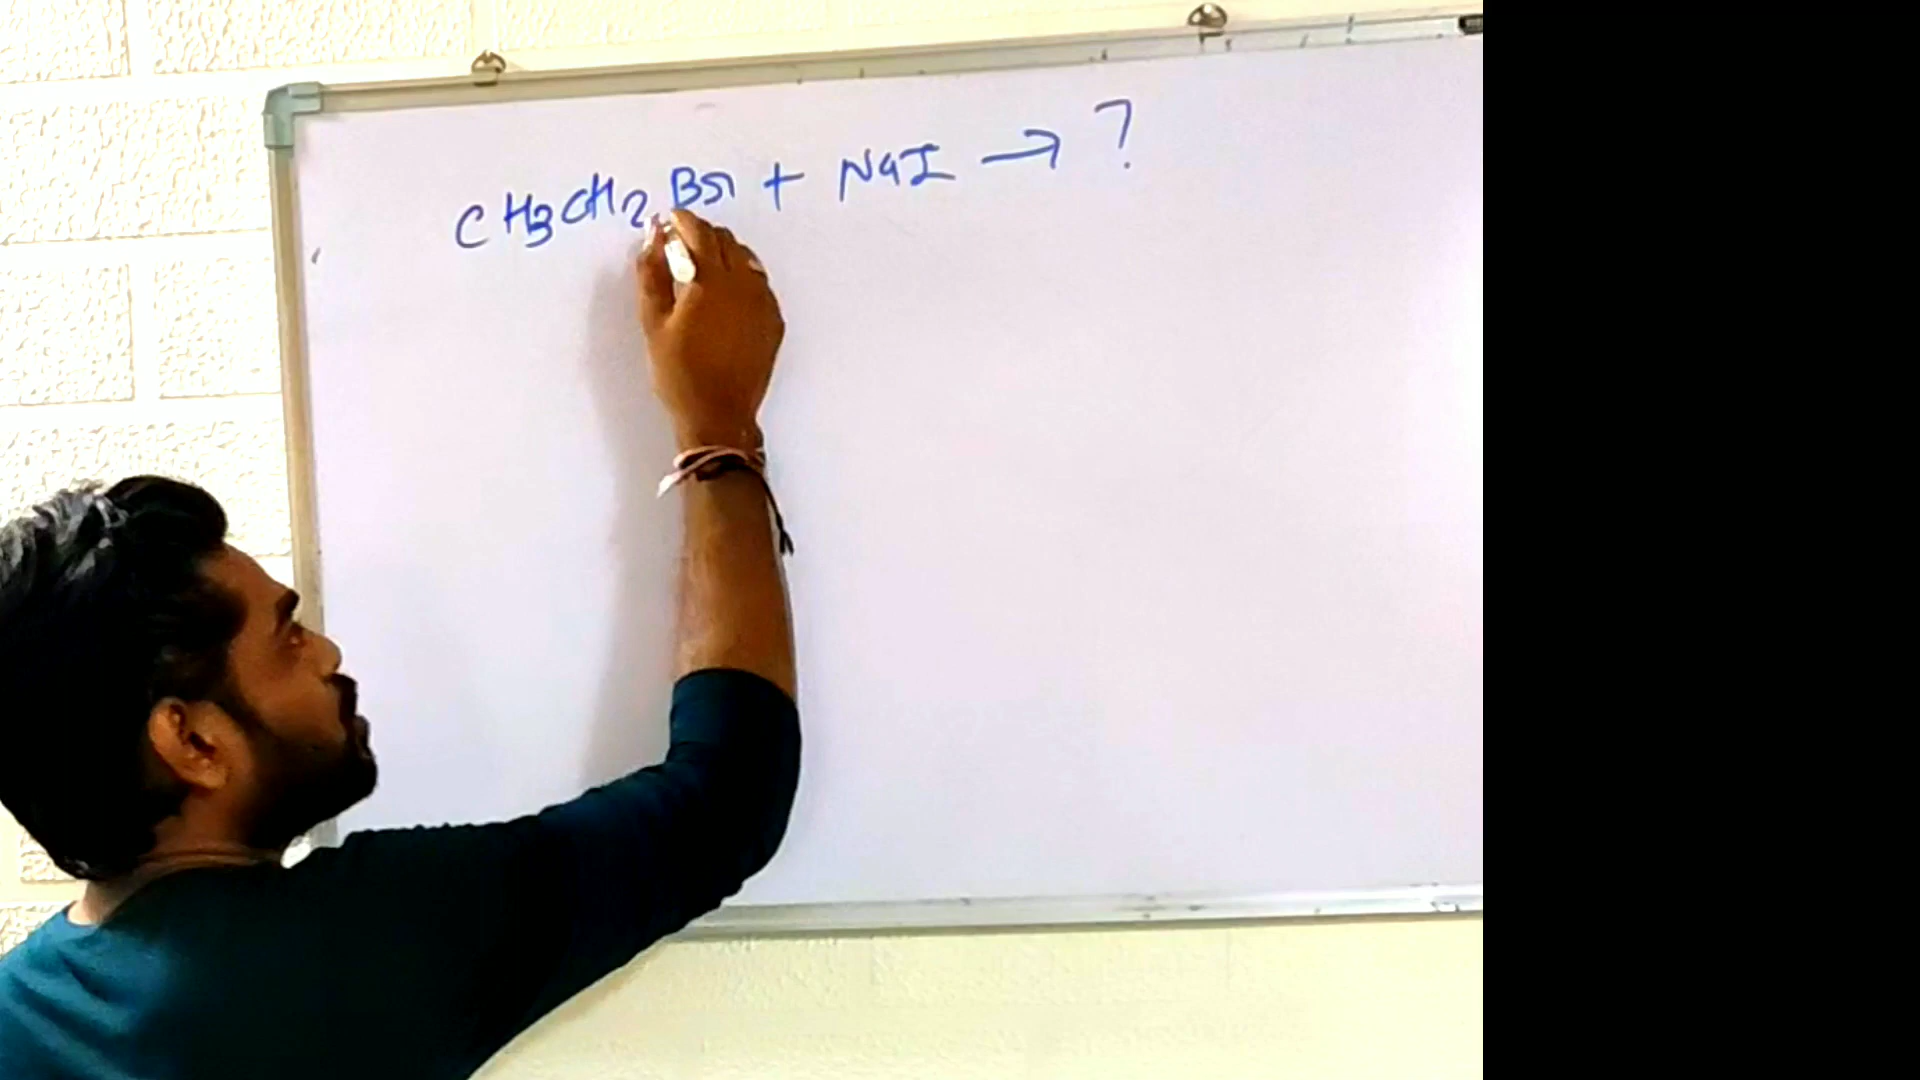 CH3CH2Br + NaI → ?